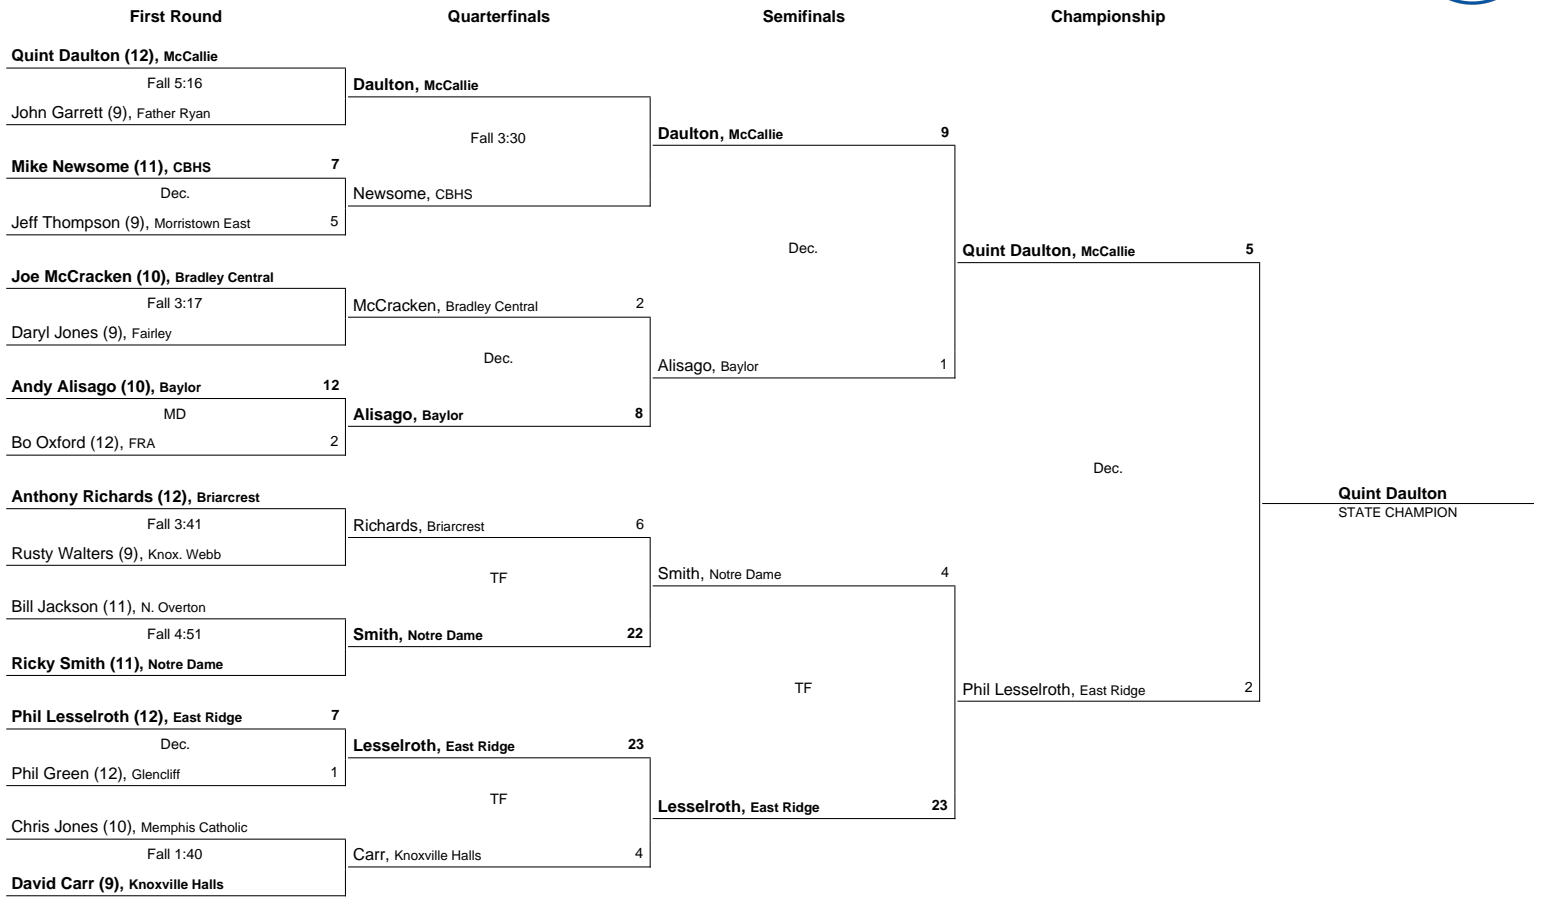 First Round Quarterfinals Semifinals Championship
Quint Daulton (12), McCallie
Fall 5:16
John Garrett (9), Father Ryan
Mike Newsome (11), CBHS 7
Dec.
Jeff Thompson (9), Morristown East 5
Joe McCracken (10), Bradley Central
Fall 3:17
Daryl Jones (9), Fairley
Andy Alisago (10), Baylor 12
MD
Bo Oxford (12), FRA 2
Anthony Richards (12), Briarcrest
Fall 3:41
Rusty Walters (9), Knox. Webb
Bill Jackson (11), N. Overton
Fall 4:51
Ricky Smith (11), Notre Dame
Phil Lesselroth (12), East Ridge 7
Dec.
Phil Green (12), Glencliff 1
Chris Jones (10), Memphis Catholic
Fall 1:40
David Carr (9), Knoxville Halls
Daulton, McCallie
Fall 3:30
Newsome, CBHS
McCracken, Bradley Central 2
Dec.
Alisago, Baylor 8
Richards, Briarcrest 6
TF
Smith, Notre Dame 22
Lesselroth, East Ridge 23
TF
Carr, Knoxville Halls 4
Daulton, McCallie 9
Dec.
Alisago, Baylor 1
Smith, Notre Dame 4
TF
Lesselroth, East Ridge 23
Quint Daulton, McCallie 5
Dec.
Phil Lesselroth, East Ridge 2
Quint Daulton
STATE CHAMPION